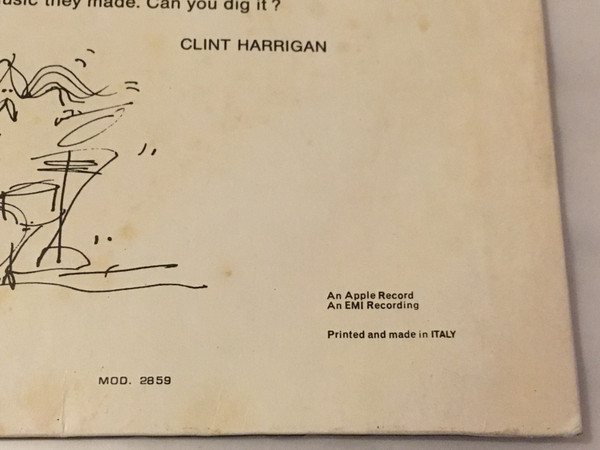 music they made. Can you dig it?
CLINT HARRIGAN
An Apple Record
An EMI Recording
Printed and made in ITALY
MOD. 2859